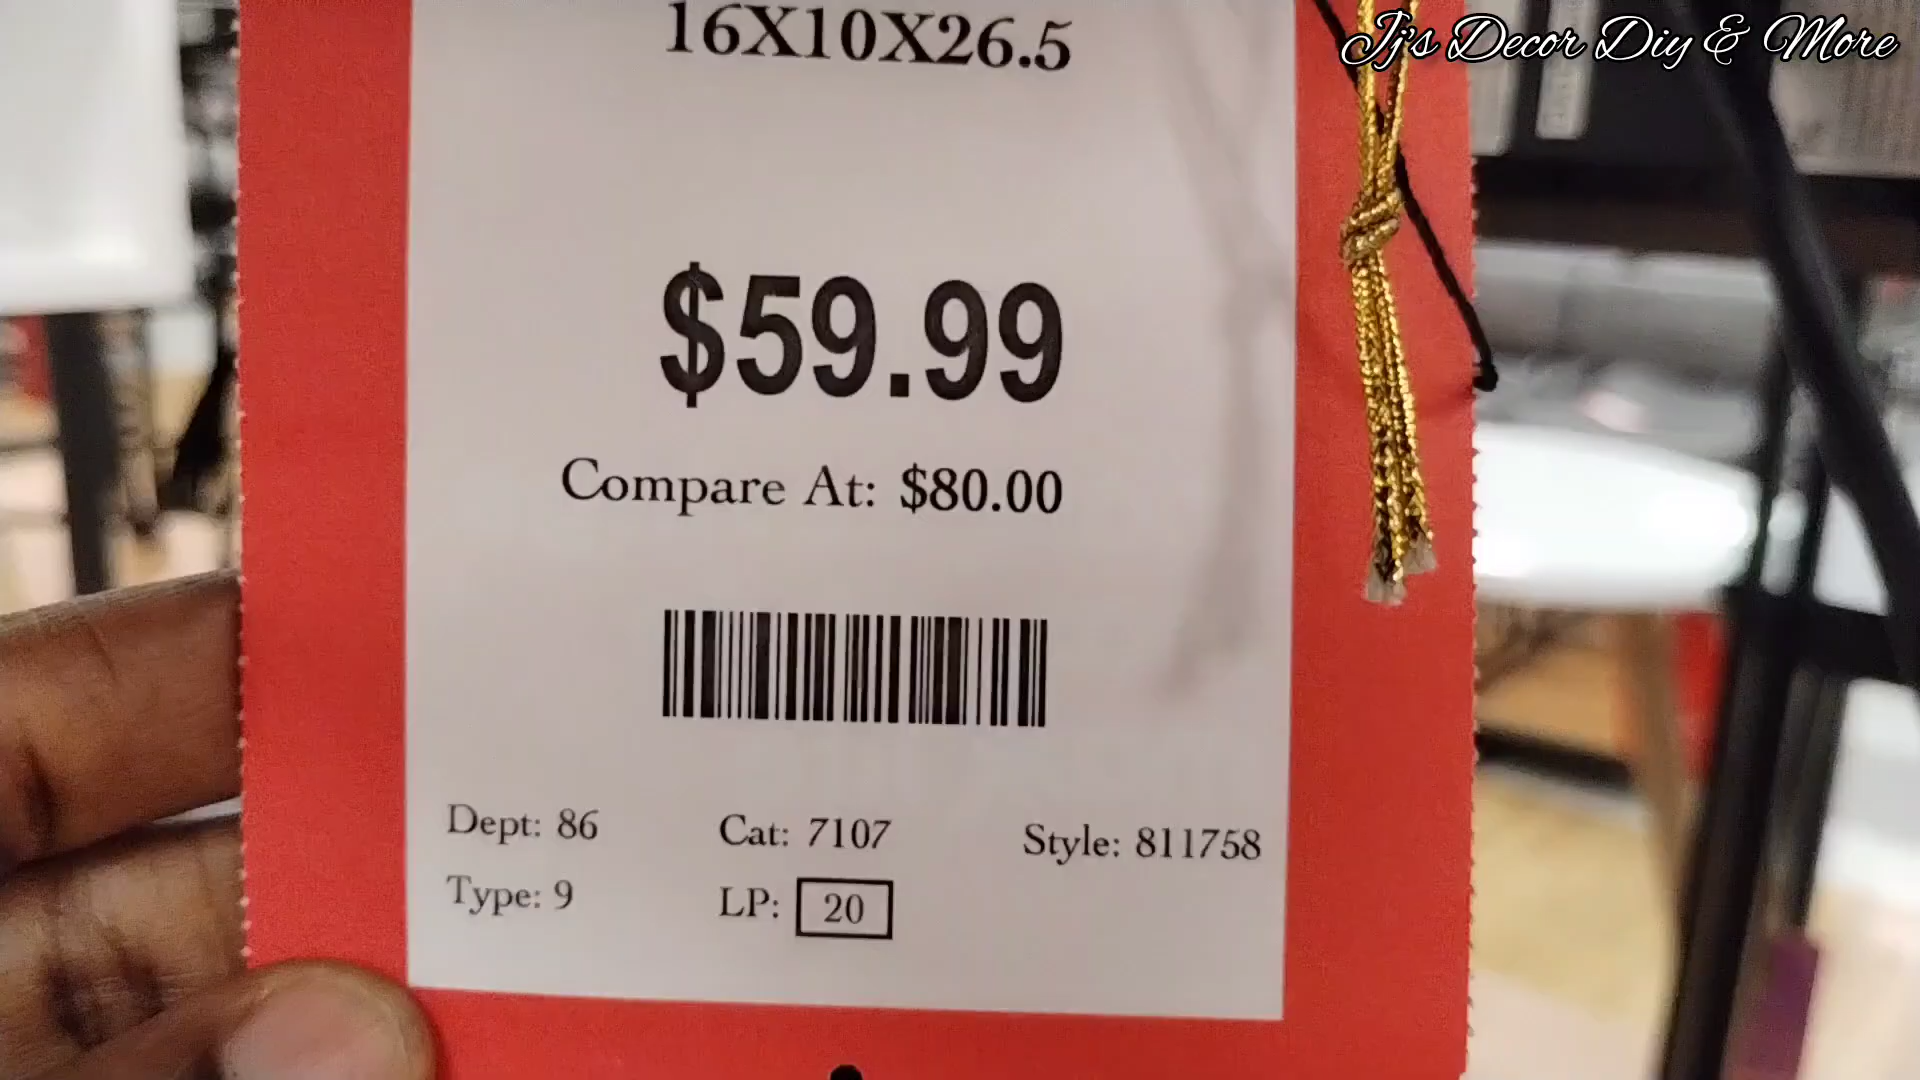 Jj's Decor Diy & More
16X10X26.5
$59.99
Compare At: $80.00
Dept: 86 Cat: 7107 Style: 811758
Type: 9 LP: 20